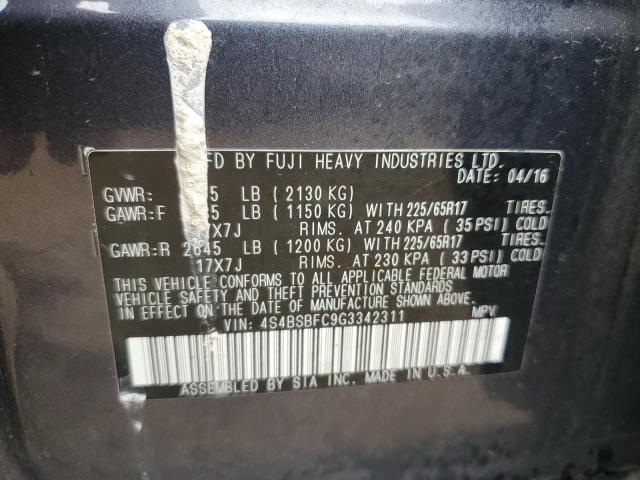 MFD BY FUJI HEAVY INDUSTRIES LTD.
DATE: 04/16
GVWR: 5 LB (2130 KG)
GAWR:F 5 LB (1150 KG) WITH 225/65R17 TIRES.
X7J RIMS. AT 240 KPA (35 PSI) COLD
GAWR:R 2645 LB (1200 KG) WITH 225/65R17 TIRES.
17X7J RIMS. AT 230 KPA (33 PSI) COLD
THIS VEHICLE CONFORMS TO ALL APPLICABLE FEDERAL MOTOR
VEHICLE SAFETY AND THEFT PREVENTION STANDARDS
IN EFFECT ON THE DATE OF MANUFACTURE SHOWN ABOVE.
VIN: 4S4BSBFC9G3342311 MPV
ASSEMBLED BY SIA INC. MADE IN U.S.A.